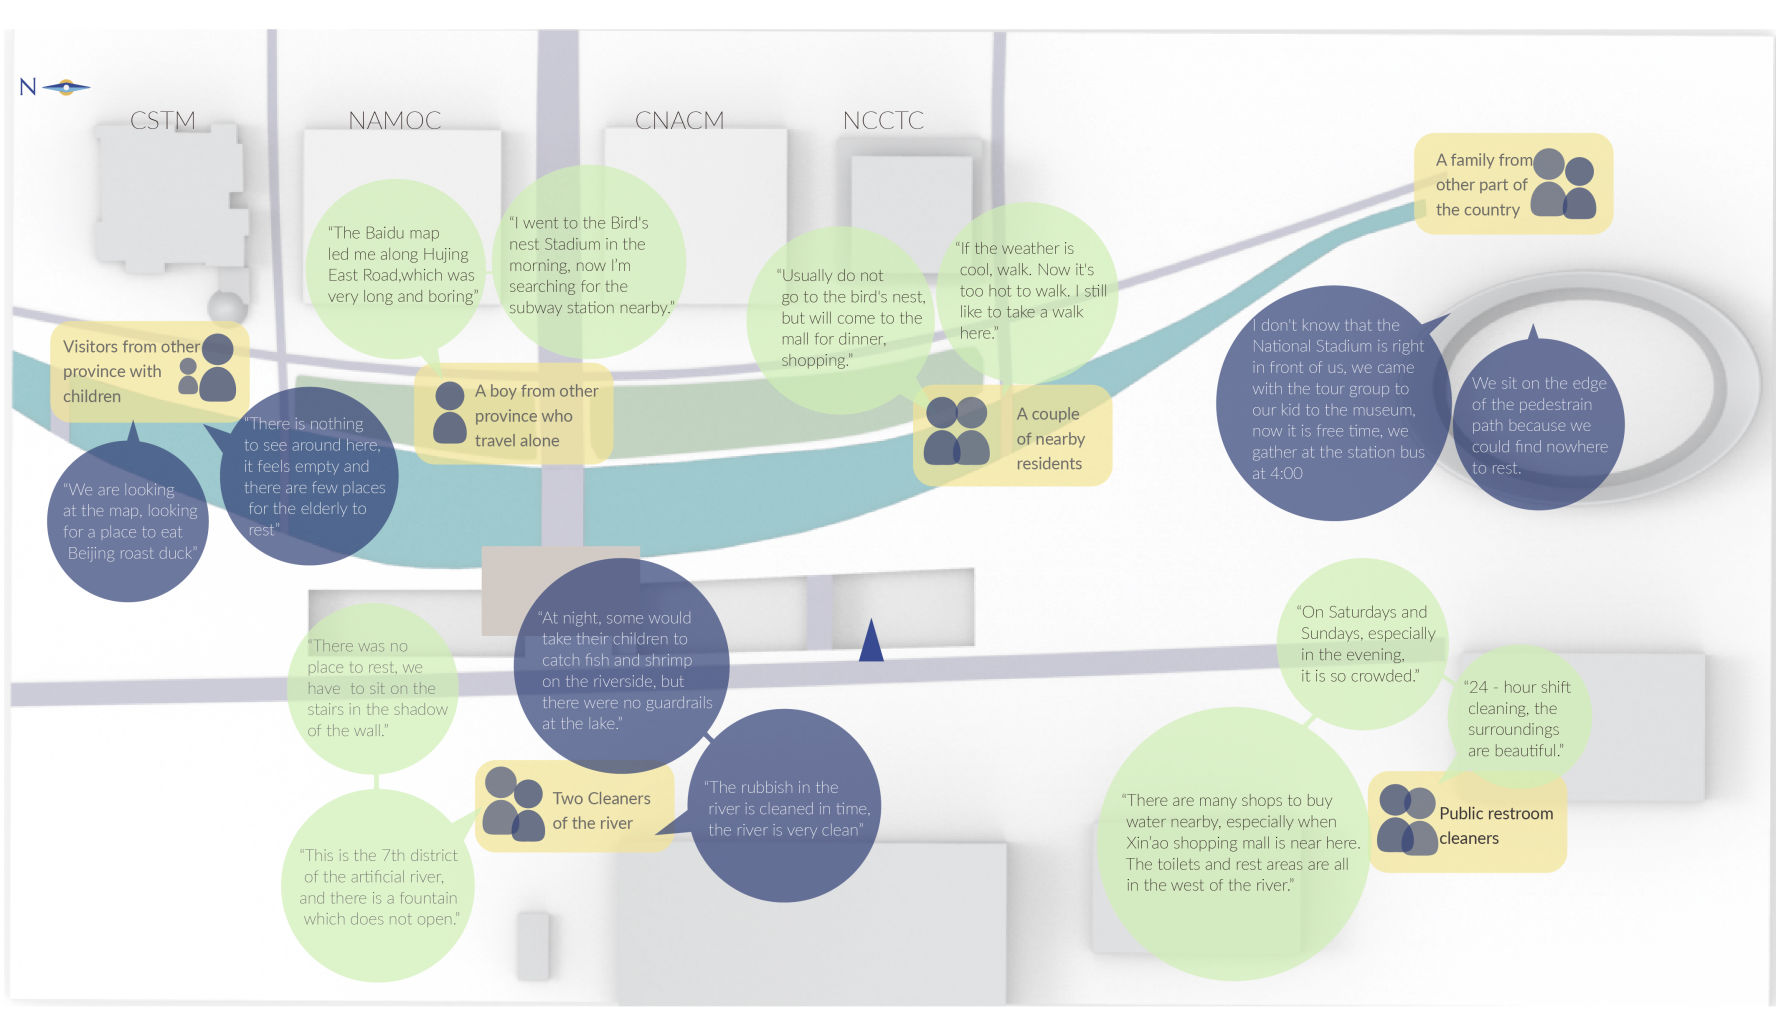 N
CSTM
NAMOC
CNACM
NCCTC
A family from
other part of
the country
“The Baidu map
led me along Hujing
East Road,which was
very long and boring”
“I went to the Bird's
nest Stadium in the
morning, now I’m
searching for the
subway station nearby.”
“Usually do not
go to the bird's nest,
but will come to the
mall for dinner,
shopping.”
“If the weather is
cool, walk. Now it's
too hot to walk. I still
like to take a walk
here.”
I don't know that the
National Stadium is right
in front of us, we came
with the tour group to
our kid to the museum,
now it is free time, we
gather at the station bus
at 4:00
We sit on the edge
of the pedestrain
path because we
could find nowhere
to rest.
Visitors from other
province with
children
A boy from other
province who
travel alone
A couple
of nearby
residents
“There is nothing
to see around here,
it feels empty and
there are few places
for the elderly to
rest”
“We are looking
at the map, looking
for a place to eat
Beijing roast duck”
“There was no
place to rest, we
have to sit on the
stairs in the shadow
of the wall.”
“At night, some would
take their children to
catch fish and shrimp
on the riverside, but
there were no guardrails
at the lake.”
“On Saturdays and
Sundays, especially
in the evening,
it is so crowded.”
“24 - hour shift
cleaning, the
surroundings
are beautiful.”
Two Cleaners
of the river
“The rubbish in the
river is cleaned in time,
the river is very clean”
“There are many shops to buy
water nearby, especially when
Xin'ao shopping mall is near here.
The toilets and rest areas are all
in the west of the river.”
Public restroom
cleaners
“This is the 7th district
of the artificial river,
and there is a fountain
which does not open.”